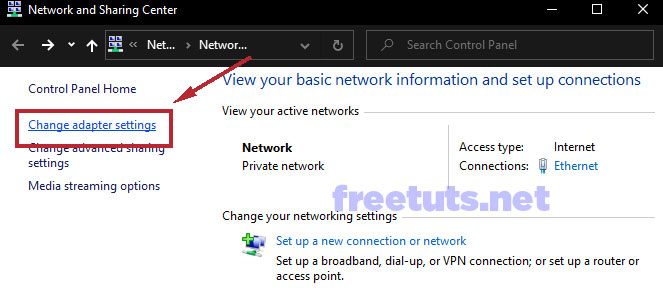 Network and Sharing Center
Net... Networ... Search Control Panel
Control Panel Home
Change adapter settings
Change advanced sharing
settings
Media streaming options
View your basic network information and set up connections
View your active networks
Network
Private network
Access type: Internet
Connections: Ethernet
freetuts.net
Change your networking settings
Set up a new connection or network
Set up a broadband, dial-up, or VPN connection; or set up a router or
access point.